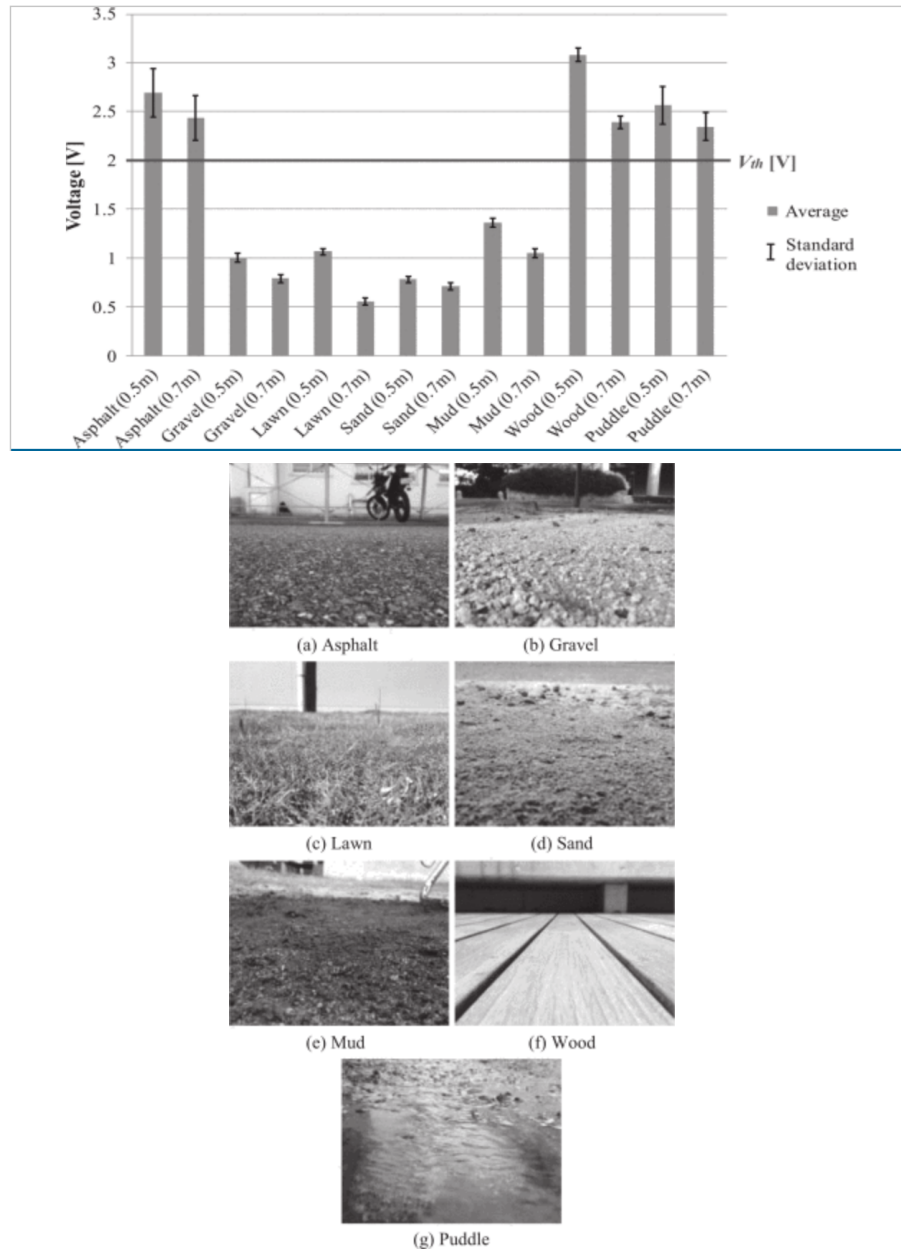 3.5
3
2.5
2
1.5
1
0.5
0
Voltage [V]
Vth [V]
Average
Standard
deviation
Asphalt (0.5m)
Asphalt (0.7m)
Gravel (0.5m)
Gravel (0.7m)
Lawn (0.5m)
Lawn (0.7m)
Sand (0.5m)
Sand (0.7m)
Mud (0.5m)
Mud (0.7m)
Wood (0.5m)
Wood (0.7m)
Puddle (0.5m)
Puddle (0.7m)
(a) Asphalt
(b) Gravel
(c) Lawn
(d) Sand
(e) Mud
(f) Wood
(g) Puddle